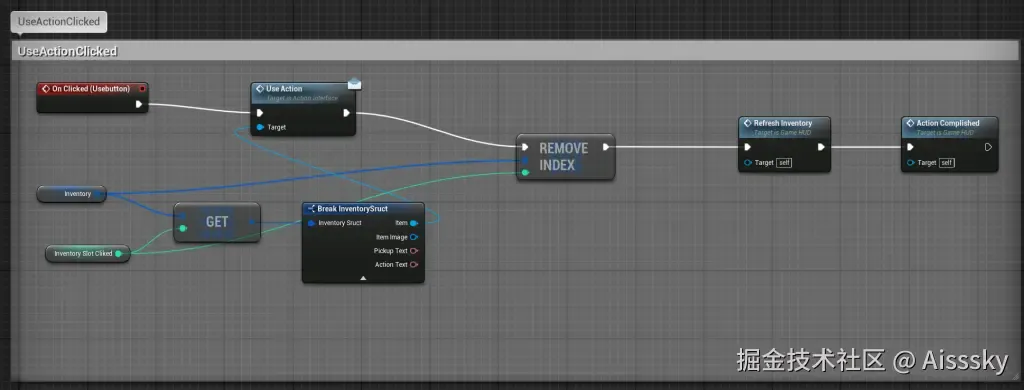 UseActionClicked
UseActionClicked
On Clicked (Usebutton)
Use Action
Target is Action Interface
Target
REMOVE
INDEX
Refresh Inventory
Target is Game HUD
Target self
Action Complished
Target is Game HUD
Target self
Inventory
GET
Inventory Slot Cliked
Break InventorySruct
Inventory Sruct
Item
Item Image
Pickup Text
Action Text
掘金技术社区 @ Aisssky